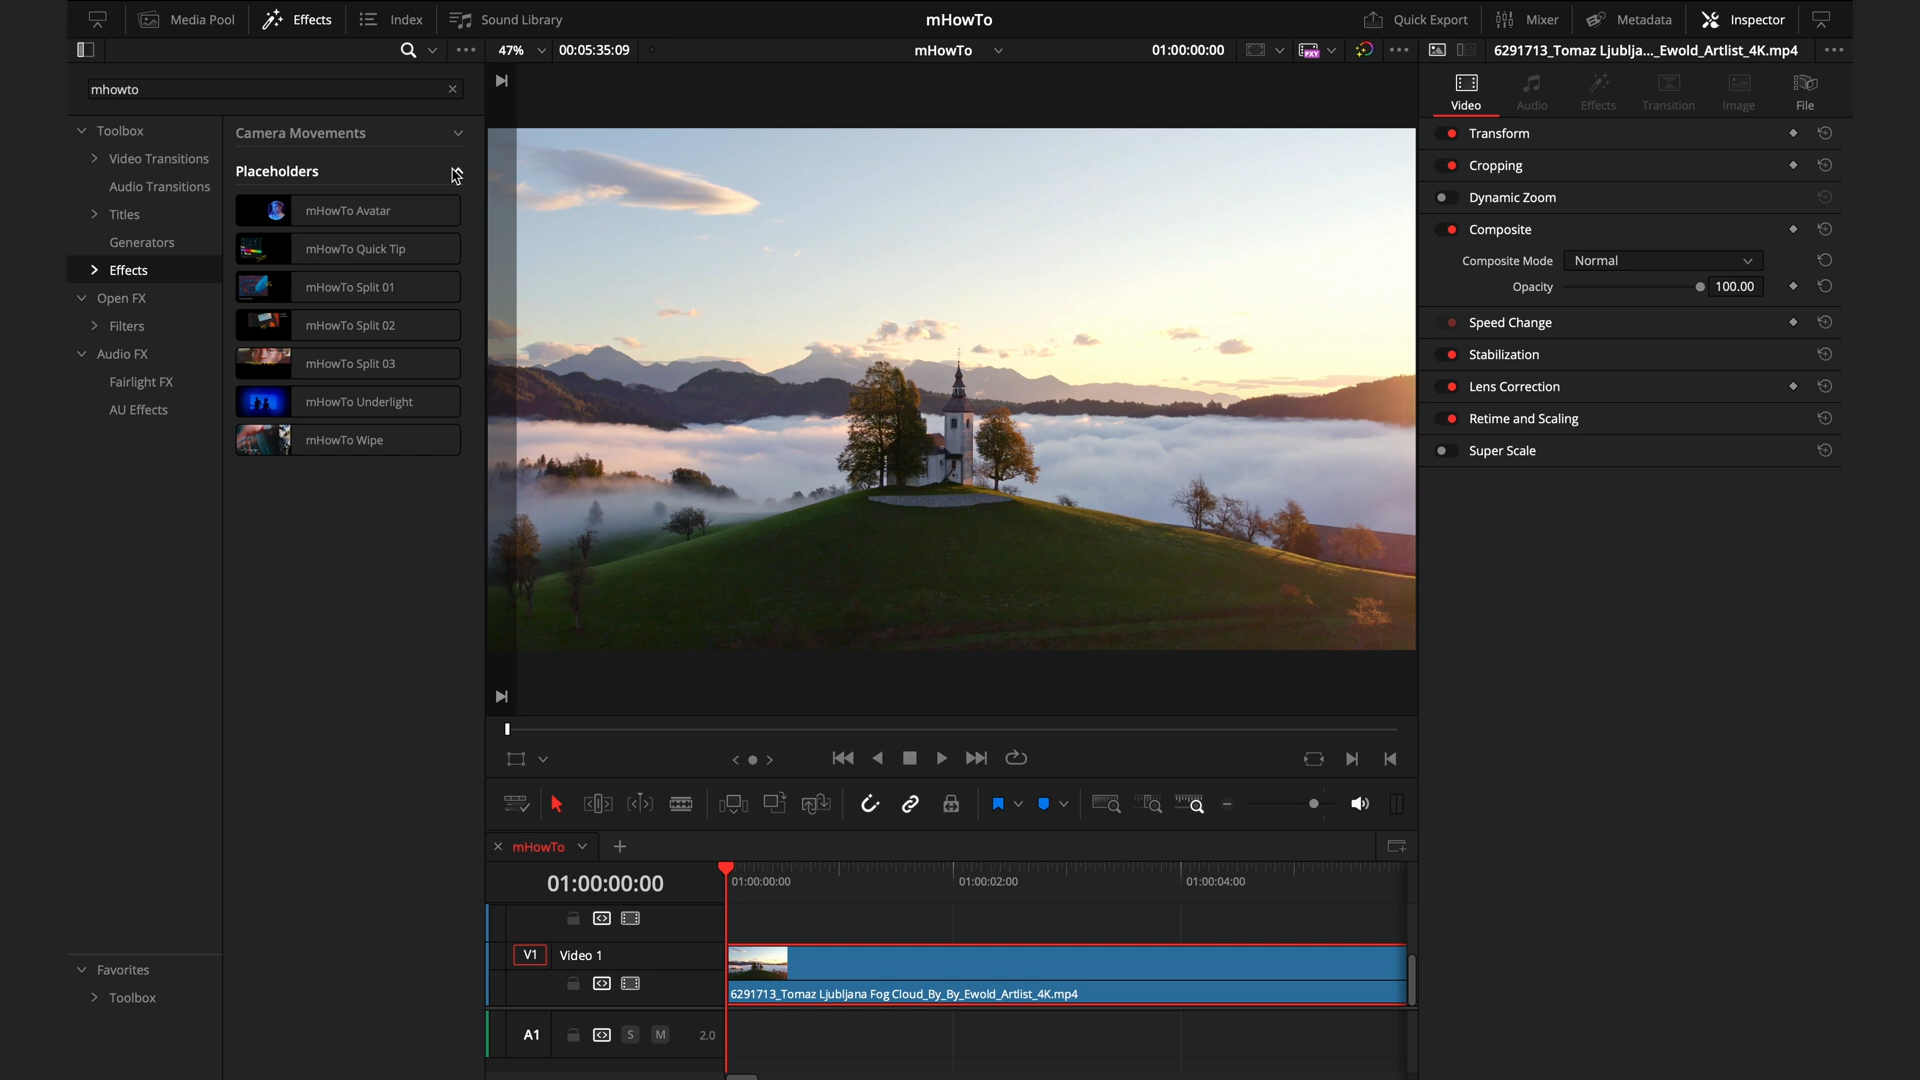 Media Pool
Effects
Index
Sound Library
mHowTo
Quick Export
Mixer
Metadata
Inspector
47%
00:05:35:09
mHowTo
01:00:00:00
PXY
6291713_Tomaz Ljublja..._Ewold_Artlist_4K.mp4
mhowto
Video
Audio
Effects
Transition
Image
File
Toolbox
Video Transitions
Audio Transitions
Titles
Generators
Effects
Open FX
Filters
Audio FX
Fairlight FX
AU Effects
Camera Movements
Placeholders
mHowTo Avatar
mHowTo Quick Tip
mHowTo Split 01
mHowTo Split 02
mHowTo Split 03
mHowTo Underlight
mHowTo Wipe
Transform
Cropping
Dynamic Zoom
Composite
Composite Mode
Normal
Opacity
100.00
Speed Change
Stabilization
Lens Correction
Retime and Scaling
Super Scale
mHowTo
01:00:00:00
01:00:00:00
01:00:02:00
01:00:04:00
V1
Video 1
6291713_Tomaz Ljubljana Fog Cloud_By_By_Ewold_Artlist_4K.mp4
A1
S
M
2.0
Favorites
Toolbox